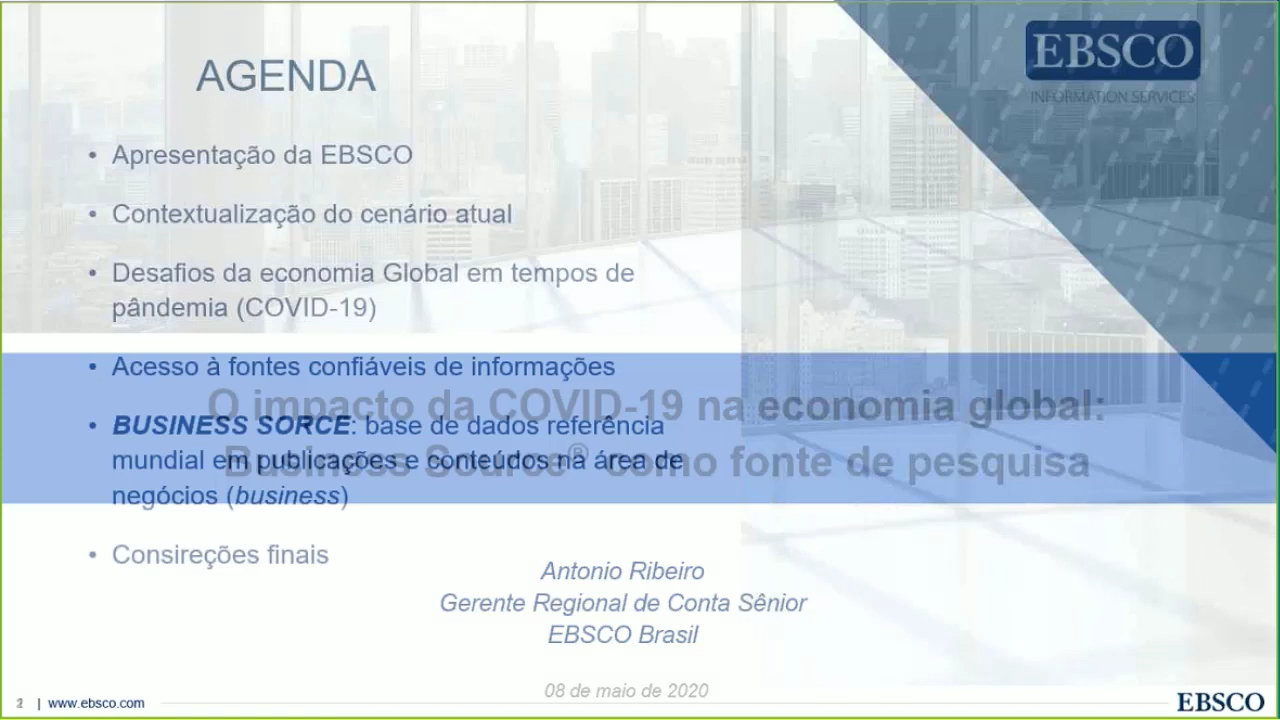 AGENDA
EBSCO
INFORMATION SERVICES
• Apresentação da EBSCO
• Contextualização do cenário atual
• Desafios da economia Global em tempos de
pândemia (COVID-19)
• Acesso à fontes confiáveis de informações
• BUSINESS SORCE: base de dados referência
mundial em publicações e conteúdos na área de
negócios (business)
• Consireções finais
O impacto da COVID-19 na economia global:
Business Source® como fonte de pesquisa
Antonio Ribeiro
Gerente Regional de Conta Sênior
EBSCO Brasil
08 de maio de 2020
| www.ebsco.com
EBSCO